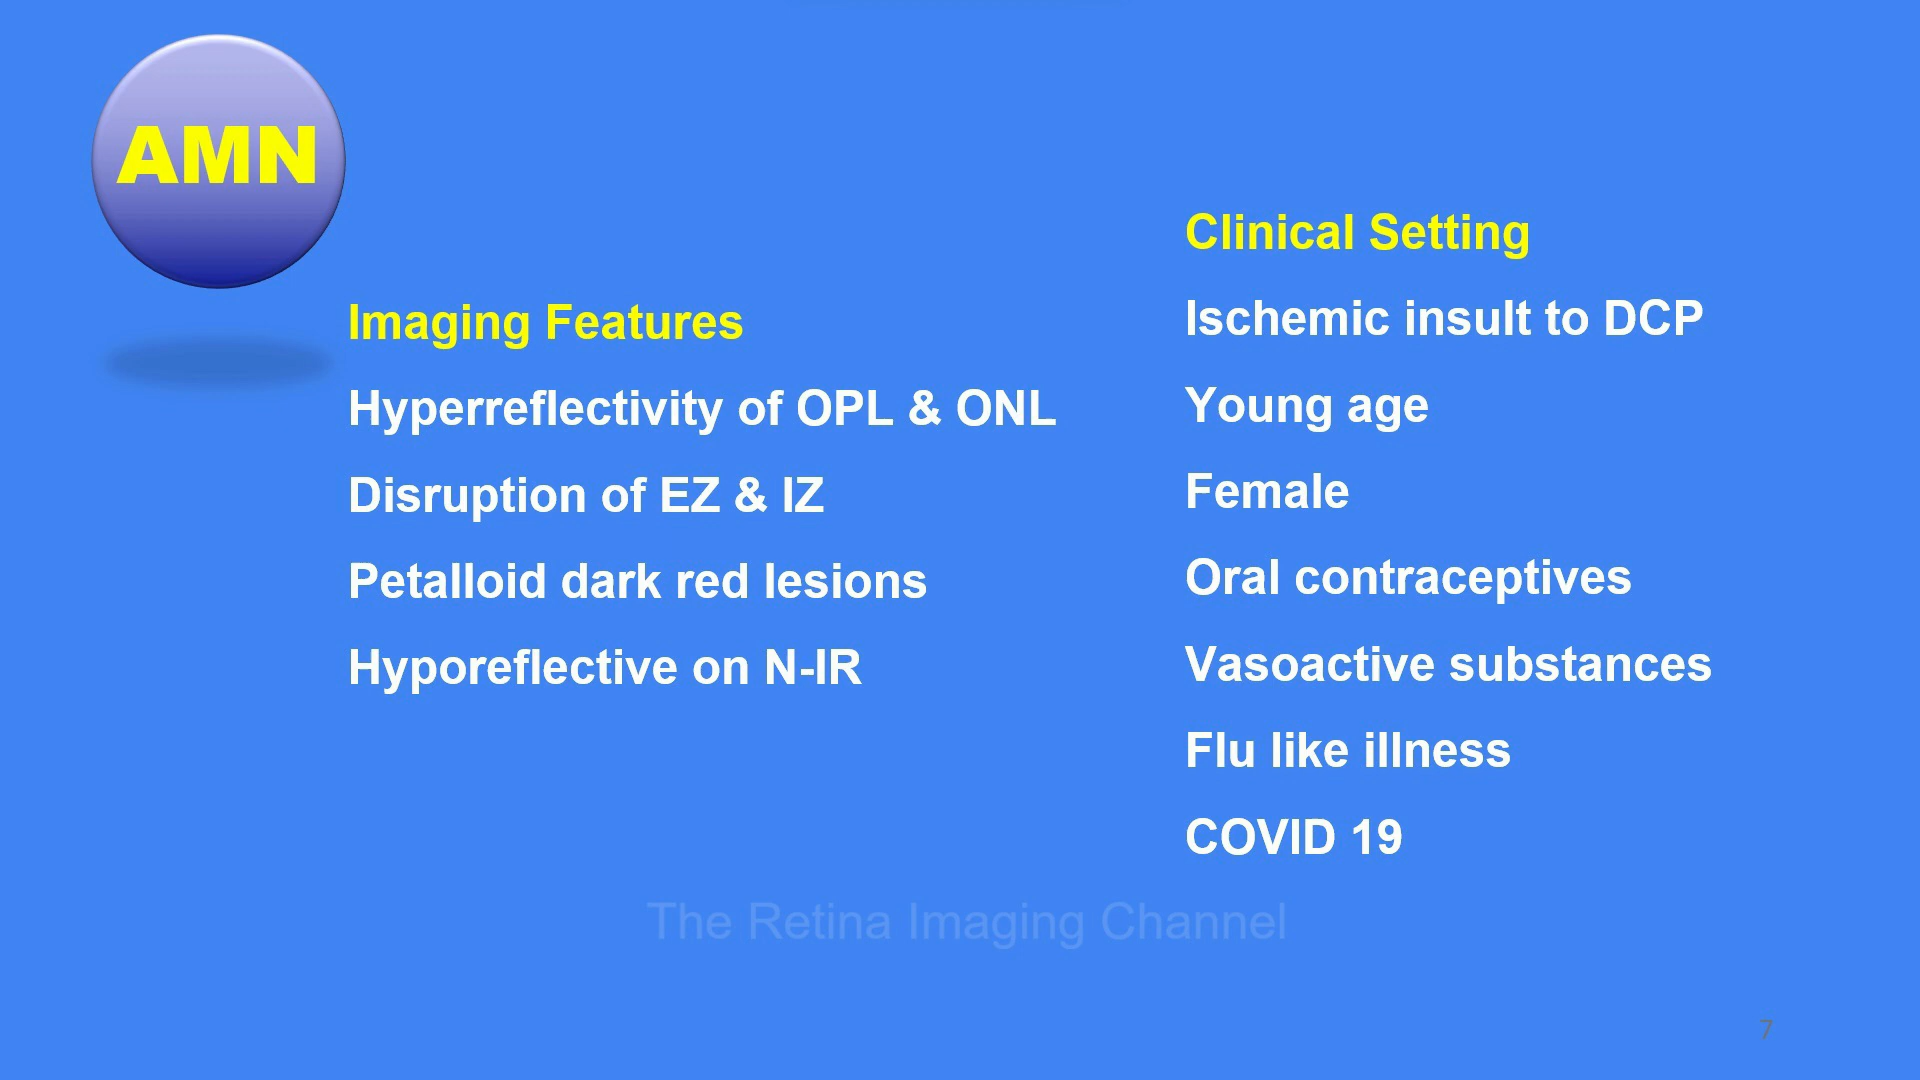 AMN
Imaging Features
Hyperreflectivity of OPL & ONL
Disruption of EZ & IZ
Petalloid dark red lesions
Hyporeflective on N-IR
Clinical Setting
Ischemic insult to DCP
Young age
Female
Oral contraceptives
Vasoactive substances
Flu like illness
COVID 19
The Retina Imaging Channel
7